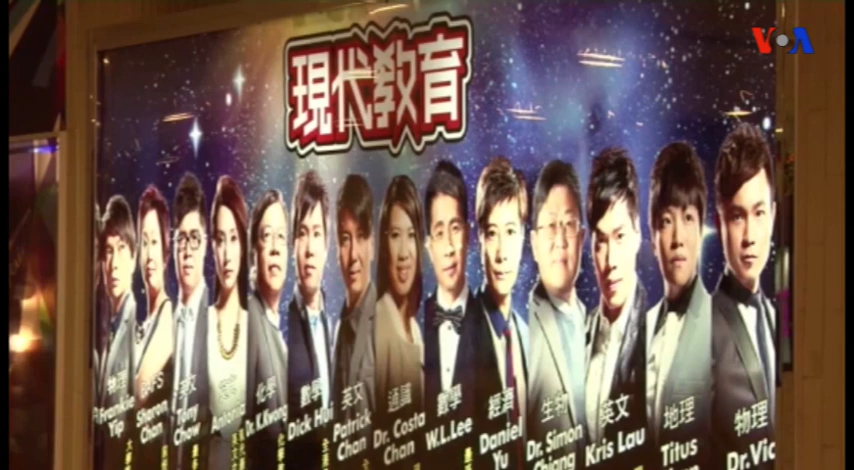 VOA
現代教育
物理
Frankie
Yip
BAFS
Sharon
Chan
Tony
Chow
Antonia
化學
Dr.K.Kwong
數學
Dick Hui
英文
Patrick
Chan
通識
Dr. Costa
Chan
數學
W.L.Lee
經濟
Daniel
Yu
生物
Dr. Simon
Chiang
英文
Kris Lau
地理
Titus
物理
Dr.Vic